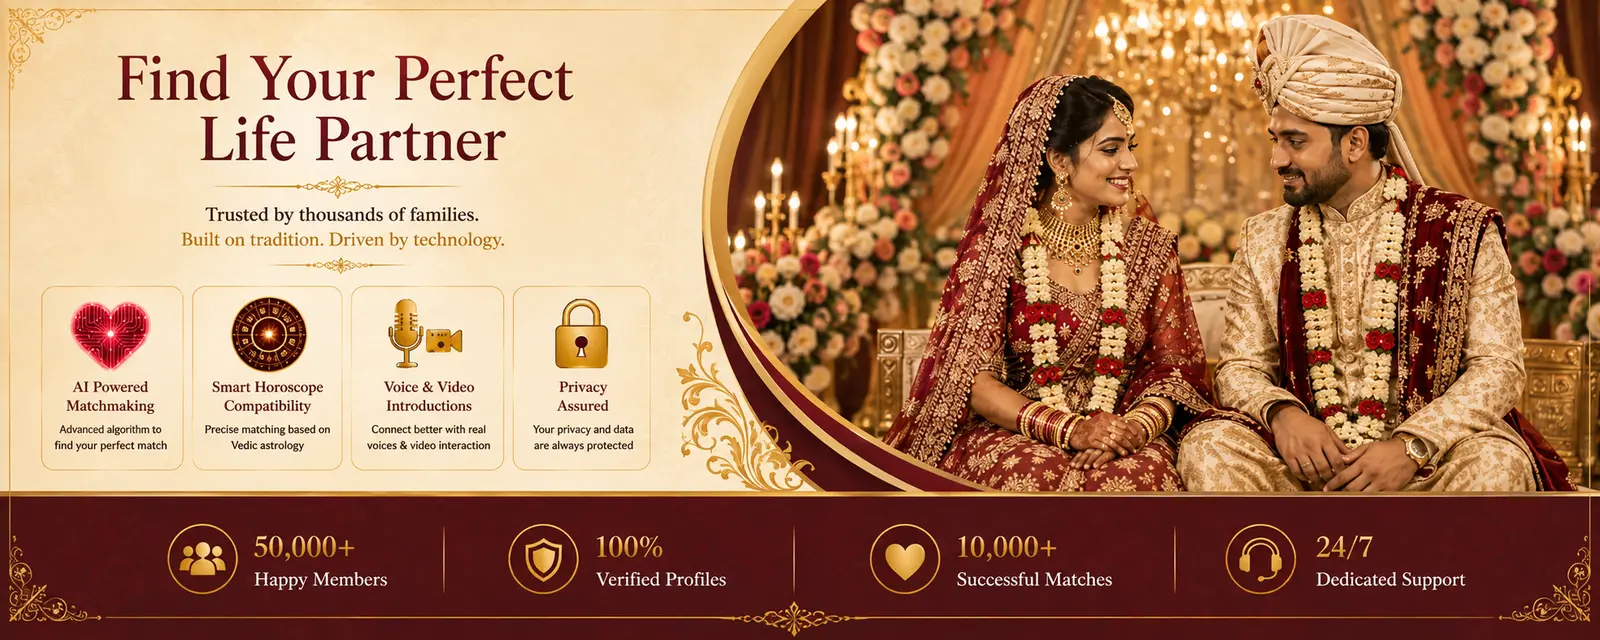 Find Your Perfect
Life Partner
Trusted by thousands of families.
Built on tradition. Driven by technology.
AI Powered
Matchmaking
Advanced algorithm to
find your perfect match
Smart Horoscope
Compatibility
Precise matching based on
Vedic astrology
Voice & Video
Introductions
Connect better with real
voices & video interaction
Privacy
Assured
Your privacy and data
are always protected
50,000+
Happy Members
100%
Verified Profiles
10,000+
Successful Matches
24/7
Dedicated Support